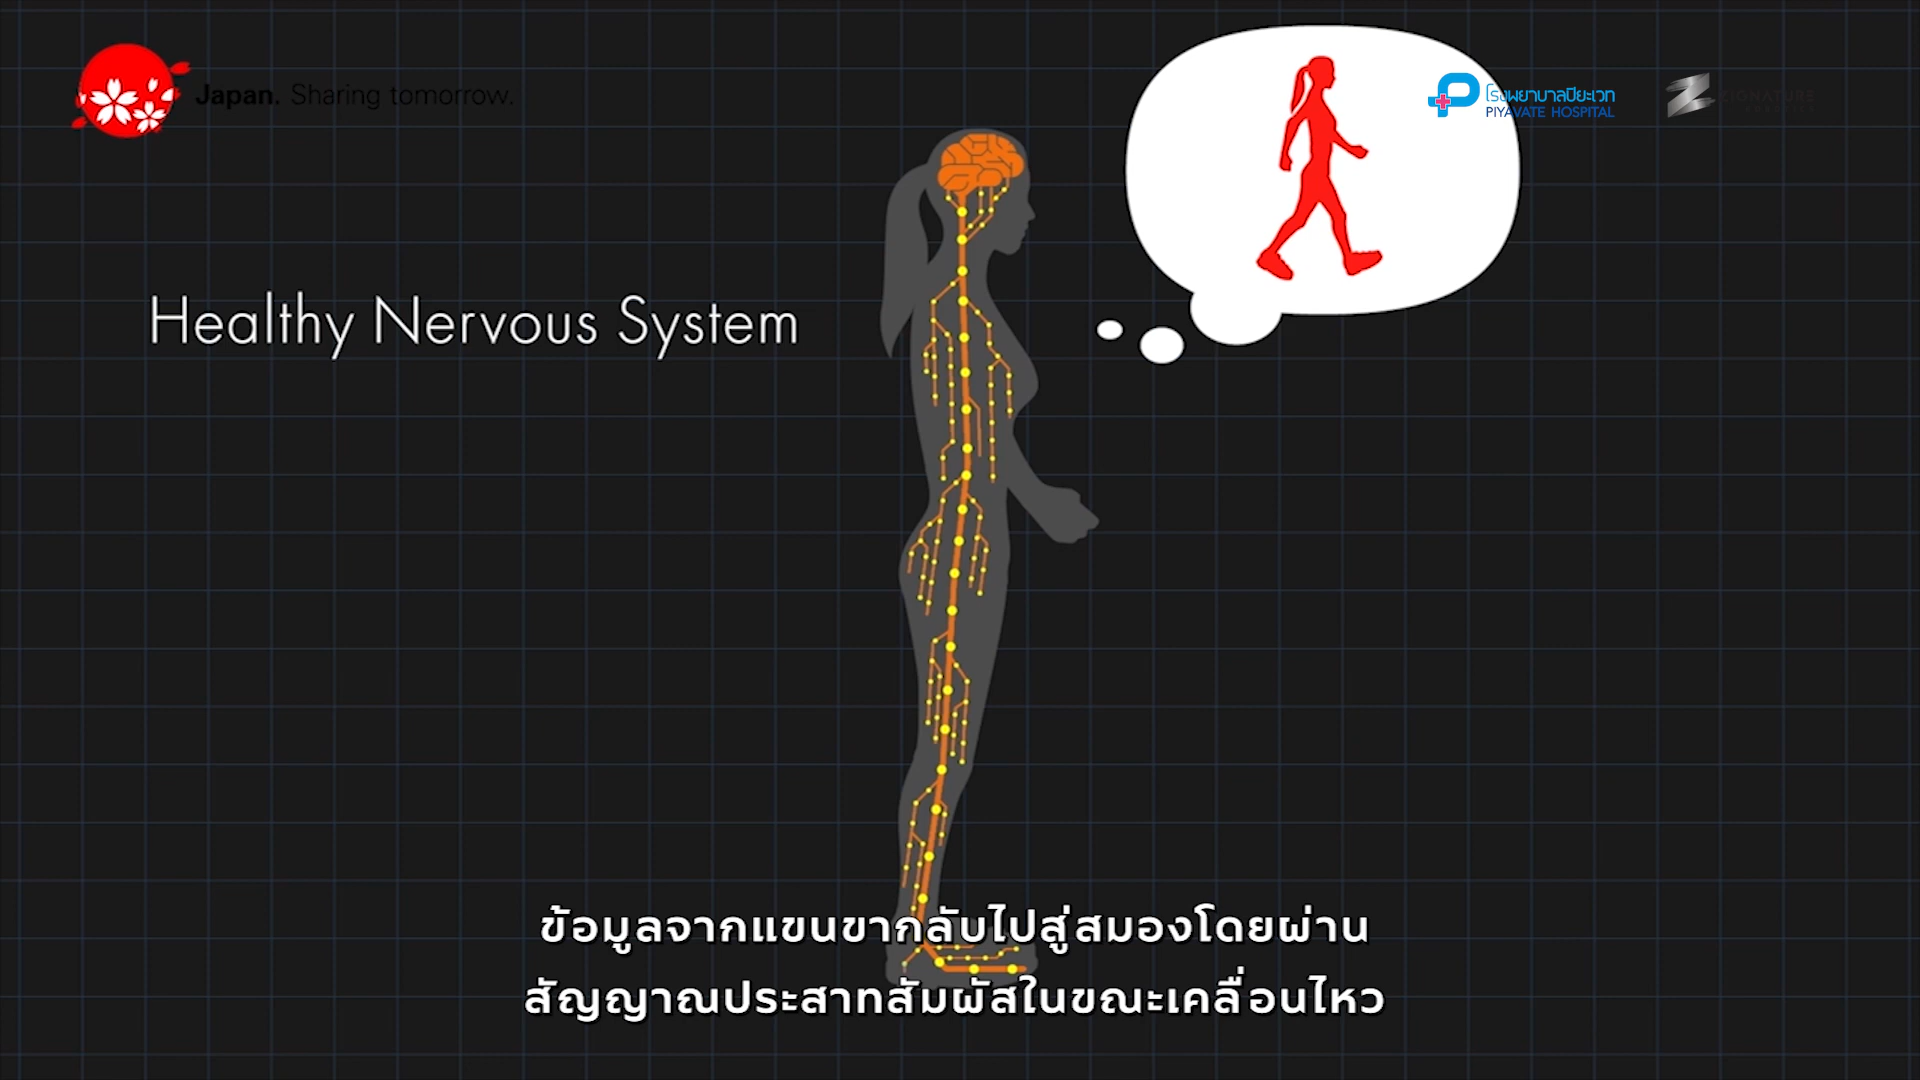 Japan. Sharing tomorrow.
โรงพยาบาลปิยะเวท
PIYAVATE HOSPITAL
ZIGNATURE
Healthy Nervous System
ข้อมูลจากแขนขากลับไปสู่สมองโดยผ่าน
สัญญาณประสาทสัมผัสในขณะเคลื่อนไหว